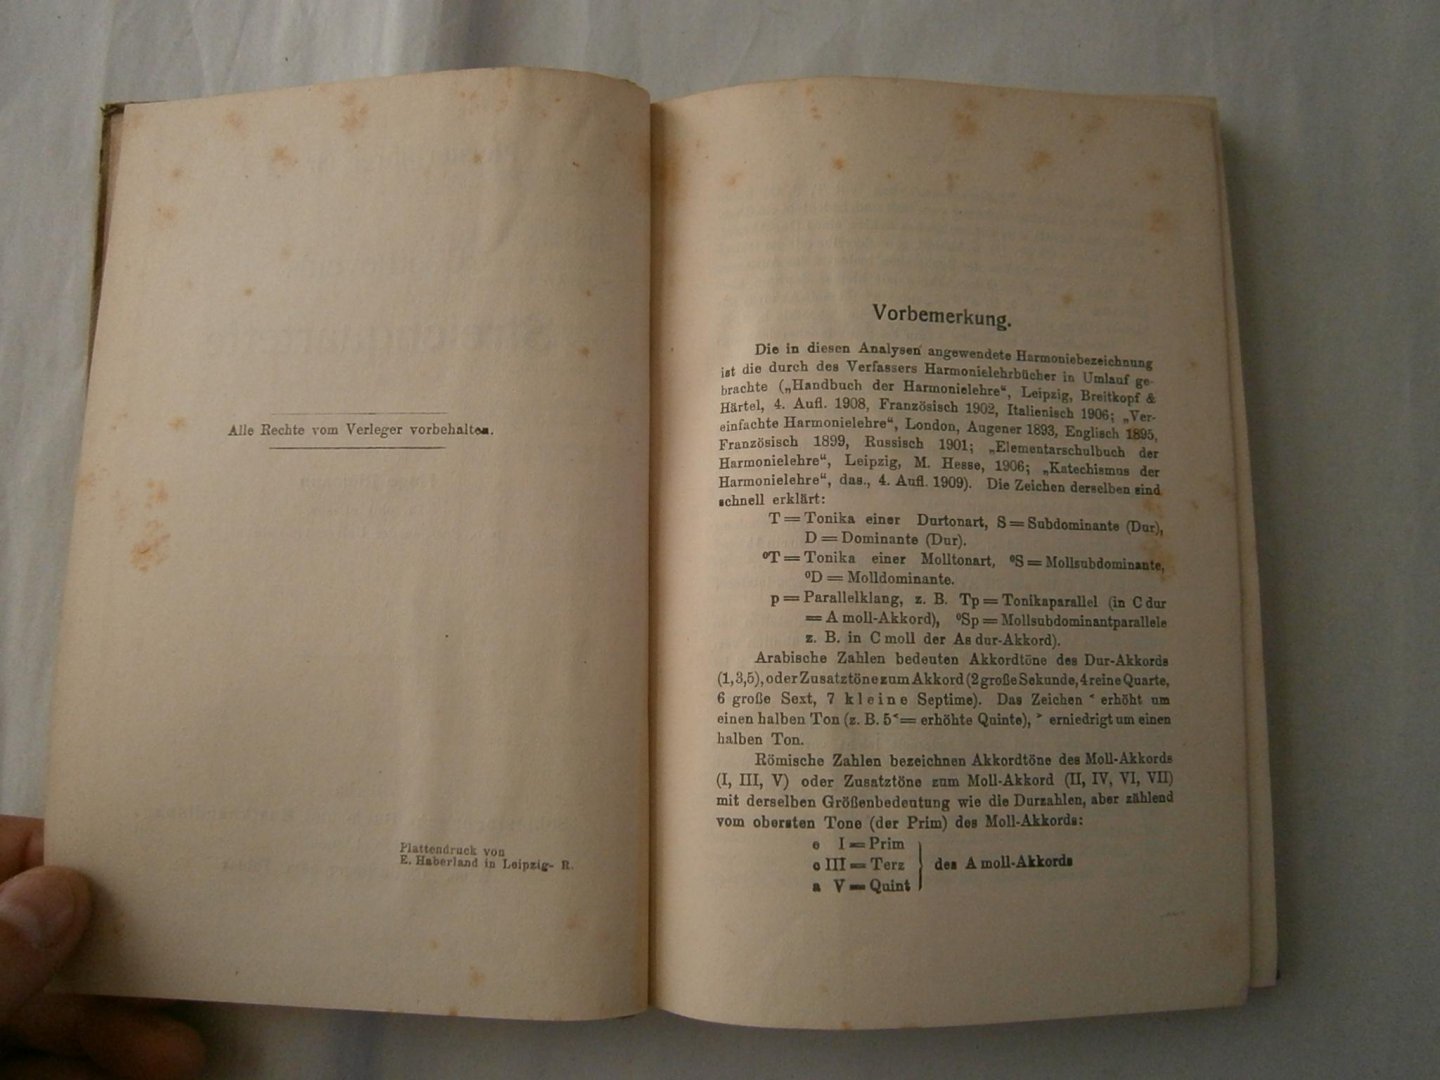 Alle Rechte vom Verleger vorbehalten.
Plattendruck von
E. Haberland in Leipzig- R.
Vorbemerkung.
Die in diesen Analysen angewendete Harmoniebezeichnung
ist die durch des Verfassers Harmonielehrbücher in Umlauf ge-
brachte („Handbuch der Harmonielehre“, Leipzig, Breitkopf &
Härtel, 4. Aufl. 1908, Französisch 1902, Italienisch 1906; „Ver-
einfachte Harmonielehre“, London, Augener 1893, Englisch 1895,
Französisch 1899, Russisch 1901; „Elementarschulbuch der
Harmonielehre“, Leipzig, M. Hesse, 1906; „Katechismus der
Harmonielehre“, das., 4. Aufl. 1909). Die Zeichen derselben sind
schnell erklärt:
T = Tonika einer Durtonart, S = Subdominante (Dur),
D = Dominante (Dur).
⁰T = Tonika einer Molltonart, ⁰S = Mollsubdominante,
⁰D = Molldominante.
p = Parallelklang, z. B. Tp = Tonikaparallel (in C dur
= A moll-Akkord), ⁰Sp = Mollsubdominantparallele
z. B. in C moll der As dur-Akkord).
Arabische Zahlen bedeuten Akkordtöne des Dur-Akkords
(1, 3, 5), oder Zusatztöne zum Akkord (2 große Sekunde, 4 reine Quarte,
6 große Sext, 7 kleine Septime). Das Zeichen < erhöht um
einen halben Ton (z. B. 5< = erhöhte Quinte), > erniedrigt um einen
halben Ton.
Römische Zahlen bezeichnen Akkordtöne des Moll-Akkords
(I, III, V) oder Zusatztöne zum Moll-Akkord (II, IV, VI, VII)
mit derselben Größenbedeutung wie die Durzahlen, aber zählend
vom obersten Tone (der Prim) des Moll-Akkords:
e I = Prim
c III = Terz } des A moll-Akkords
a V = Quint